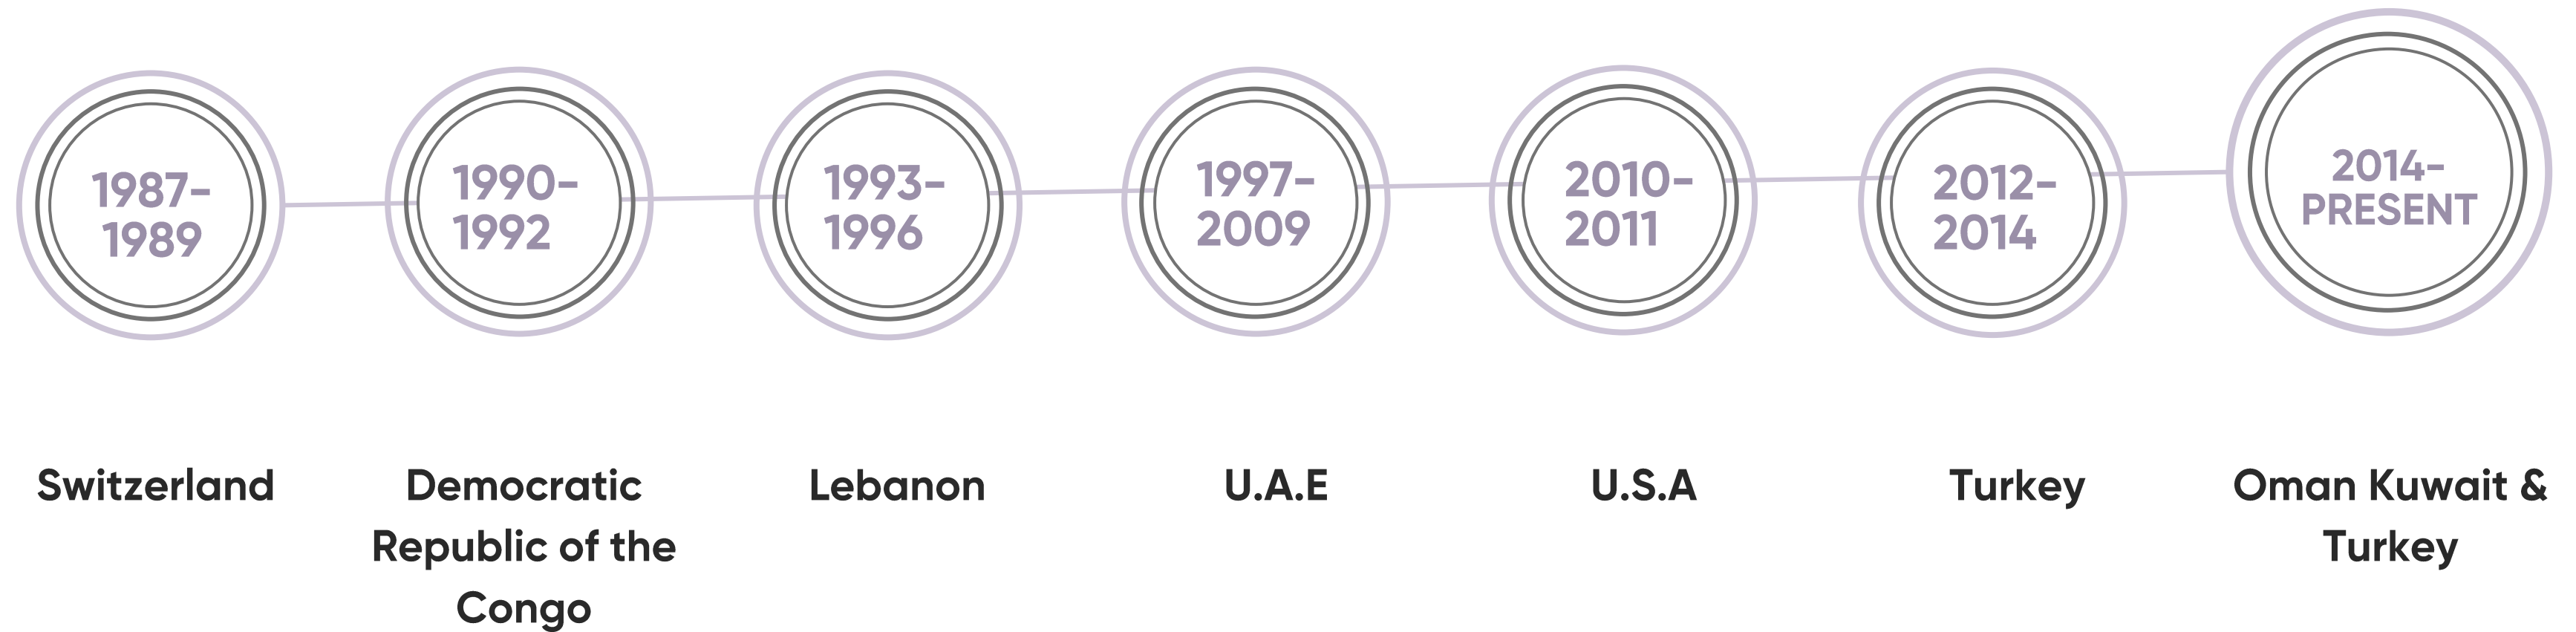 1987-
1989
1990-
1992
1993-
1996
1997-
2009
2010-
2011
2012-
2014
2014-
PRESENT
Switzerland
Democratic
Republic of the
Congo
Lebanon
U.A.E
U.S.A
Turkey
Oman Kuwait &
Turkey